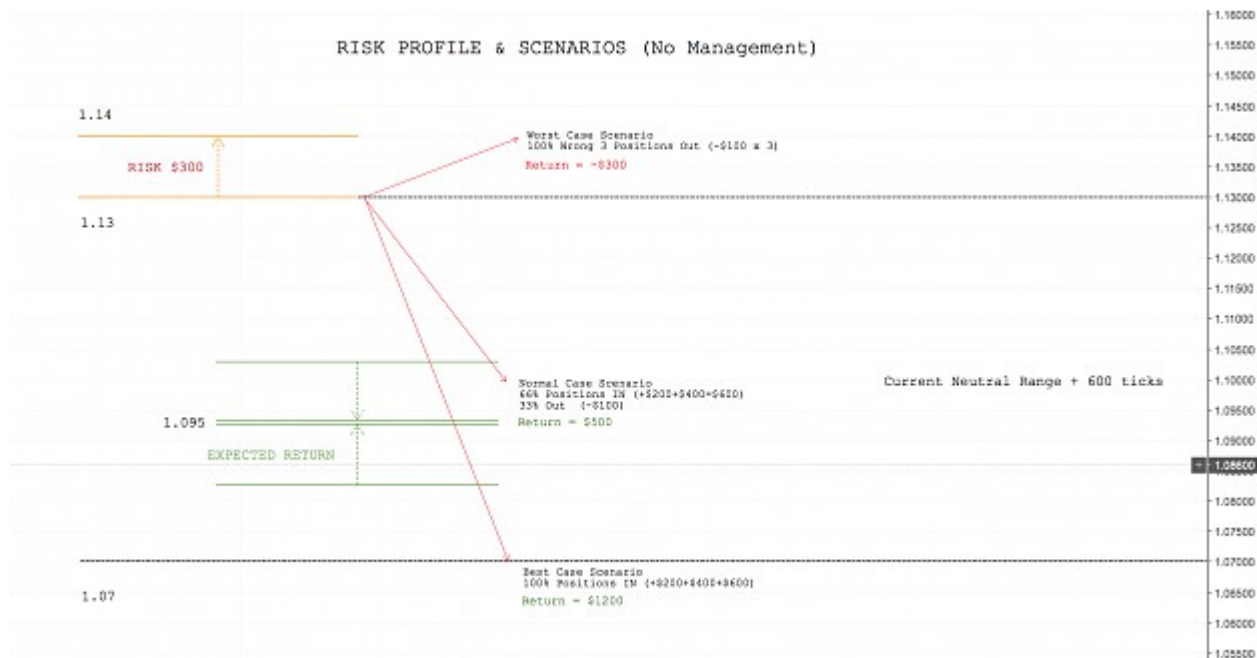 RISK PROFILE & SCENARIOS (No Management)
1.14
RISK $300
1.13
Worst Case Scenario
100% Wrong 3 Positions Out (-$100 x 3)
Return = -$300
1.095
EXPECTED RETURN
Normal Case Scenario
66% Positions IN (+$200+$400=$600)
33% Out (-$100)
Return = $500
Current Neutral Range + 600 ticks
1.07
Best Case Scenario
100% Positions IN (+$200+$400+$600)
Return = $1200
1.16000
1.15500
1.15000
1.14500
1.14000
1.13500
1.13000
1.12500
1.12000
1.11500
1.11000
1.10500
1.10000
1.09500
1.09000
1.08600
1.08000
1.07500
1.07000
1.06500
1.06000
1.05500